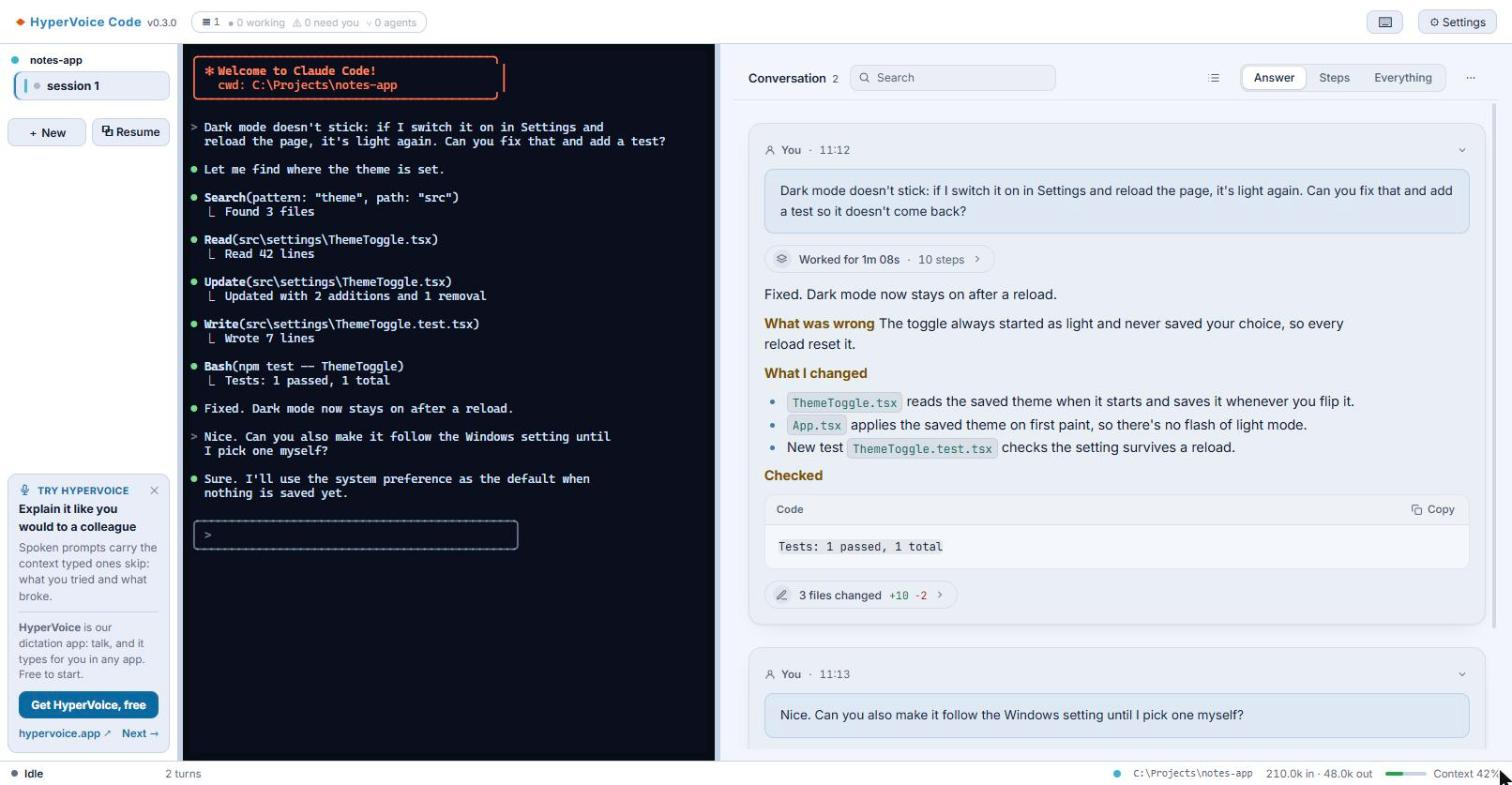 HyperVoice Code v0.3.0
1 0 working 0 need you 0 agents
Settings
notes-app
session 1
+ New
Resume
TRY HYPERVOICE
Explain it like you
would to a colleague
Spoken prompts carry the
context typed ones skip:
what you tried and what
broke.
HyperVoice is our
dictation app: talk, and it
types for you in any app.
Free to start.
Get HyperVoice, free
hypervoice.app ↗ Next →
✻ Welcome to Claude Code!
cwd: C:\Projects\notes-app
> Dark mode doesn't stick: if I switch it on in Settings and
reload the page, it's light again. Can you fix that and add a test?
● Let me find where the theme is set.
● Search(pattern: "theme", path: "src")
⎿ Found 3 files
● Read(src\settings\ThemeToggle.tsx)
⎿ Read 42 lines
● Update(src\settings\ThemeToggle.tsx)
⎿ Updated with 2 additions and 1 removal
● Write(src\settings\ThemeToggle.test.tsx)
⎿ Wrote 7 lines
● Bash(npm test -- ThemeToggle)
⎿ Tests: 1 passed, 1 total
● Fixed. Dark mode now stays on after a reload.
> Nice. Can you also make it follow the Windows setting until
I pick one myself?
● Sure. I'll use the system preference as the default when
nothing is saved yet.
>
Conversation 2
Search
Answer Steps Everything ...
You · 11:12
Dark mode doesn't stick: if I switch it on in Settings and reload the page, it's light again. Can you fix that and add
a test so it doesn't come back?
Worked for 1m 08s · 10 steps >
Fixed. Dark mode now stays on after a reload.
What was wrong The toggle always started as light and never saved your choice, so every
reload reset it.
What I changed
• ThemeToggle.tsx reads the saved theme when it starts and saves it whenever you flip it.
• App.tsx applies the saved theme on first paint, so there's no flash of light mode.
• New test ThemeToggle.test.tsx checks the setting survives a reload.
Checked
Code
Copy
Tests: 1 passed, 1 total
3 files changed +10 -2 >
You · 11:13
Nice. Can you also make it follow the Windows setting until I pick one myself?
Idle
2 turns
C:\Projects\notes-app
210.0k in · 48.0k out
Context 42%